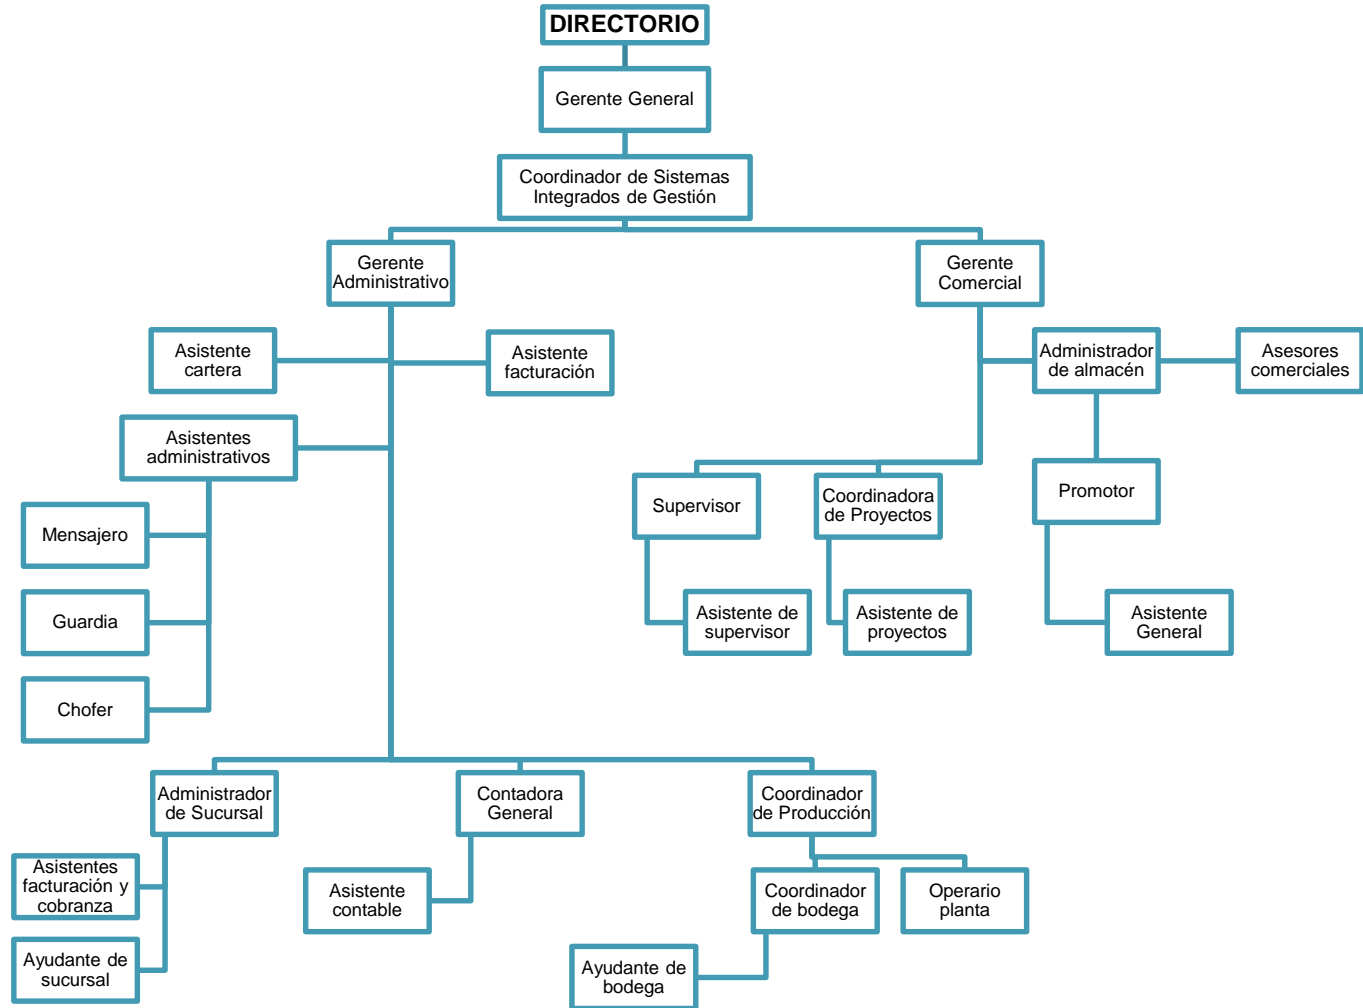 DIRECTORIO
Gerente General
Coordinador de Sistemas
Integrados de Gestión
Gerente
Administrativo
Gerente
Comercial
Asistente
cartera
Asistente
facturación
Administrador
de almacén
Asesores
comerciales
Asistentes
administrativos
Supervisor
Coordinadora
de Proyectos
Promotor
Mensajero
Guardia
Chofer
Asistente de
supervisor
Asistente de
proyectos
Asistente
General
Administrador
de Sucursal
Contadora
General
Coordinador
de Producción
Asistentes
facturación y
cobranza
Asistente
contable
Coordinador
de bodega
Operario
planta
Ayudante de
sucursal
Ayudante de
bodega